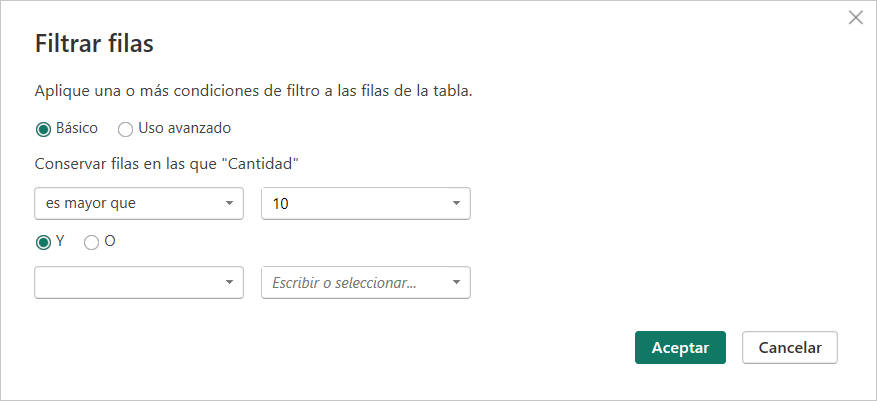 Filtrar filas
Aplique una o más condiciones de filtro a las filas de la tabla.
Básico Uso avanzado
Conservar filas en las que "Cantidad"
es mayor que 10
Y O
Escribir o seleccionar...
Aceptar Cancelar